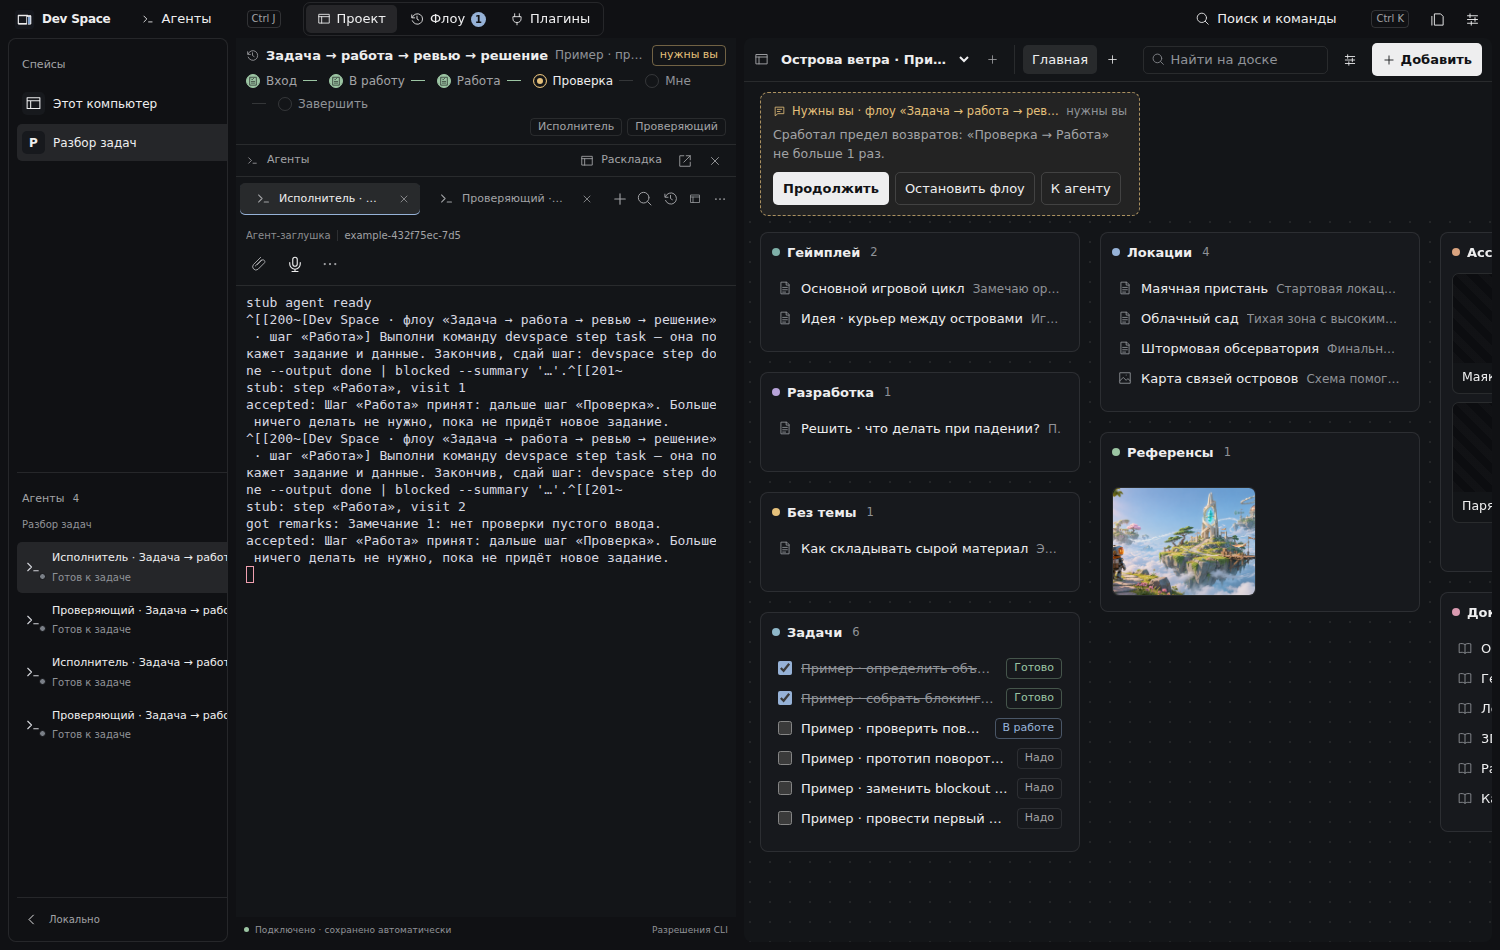 Dev Space
Агенты
Ctrl J
Проект
Флоу 1
Плагины
Поиск и команды
Ctrl K
Спейсы
Этот компьютер
P Разбор задач
Агенты 4
Разбор задач
Исполнитель · Задача → работ
Готов к задаче
Проверяющий · Задача → рабо
Готов к задаче
Исполнитель · Задача → работ
Готов к задаче
Проверяющий · Задача → рабо
Готов к задаче
Локально
Задача → работа → ревью → решение Пример · пр… нужны вы
Вход В работу Работа Проверка Мне
Завершить
Исполнитель Проверяющий
Агенты
Раскладка
Исполнитель · …
Проверяющий ·…
Агент-заглушка example-432f75ec-7d5
stub agent ready
^[[200~[Dev Space · флоу «Задача → работа → ревью → решение»
· шаг «Работа»] Выполни команду devspace step task — она по
кажет задание и данные. Закончив, сдай шаг: devspace step do
ne --output done | blocked --summary '…'.^[[201~
stub: step «Работа», visit 1
accepted: Шаг «Работа» принят: дальше шаг «Проверка». Больше
ничего делать не нужно, пока не придёт новое задание.
^[[200~[Dev Space · флоу «Задача → работа → ревью → решение»
· шаг «Работа»] Выполни команду devspace step task — она по
кажет задание и данные. Закончив, сдай шаг: devspace step do
ne --output done | blocked --summary '…'.^[[201~
stub: step «Работа», visit 2
got remarks: Замечание 1: нет проверки пустого ввода.
accepted: Шаг «Работа» принят: дальше шаг «Проверка». Больше
ничего делать не нужно, пока не придёт новое задание.
Подключено · сохранено автоматически
Разрешения CLI
Острова ветра · При…
Главная
Найти на доске
Добавить
Нужны вы · флоу «Задача → работа → рев… нужны вы
Сработал предел возвратов: «Проверка → Работа»
не больше 1 раз.
Продолжить
Остановить флоу
К агенту
Геймплей 2
Основной игровой цикл Замечаю ор…
Идея · курьер между островами Иг…
Разработка 1
Решить · что делать при падении? П.
Без темы 1
Как складывать сырой материал Э…
Задачи 6
Пример · определить объ… Готово
Пример · собрать блокинг… Готово
Пример · проверить пов… В работе
Пример · прототип поворот… Надо
Пример · заменить blockout … Надо
Пример · провести первый … Надо
Локации 4
Маячная пристань Стартовая локац…
Облачный сад Тихая зона с высоким…
Штормовая обсерватория Финальн…
Карта связей островов Схема помог…
Референсы 1
Асс
Маяк
Паря
Док
О
Ге
Ло
3D
Ра
Ка